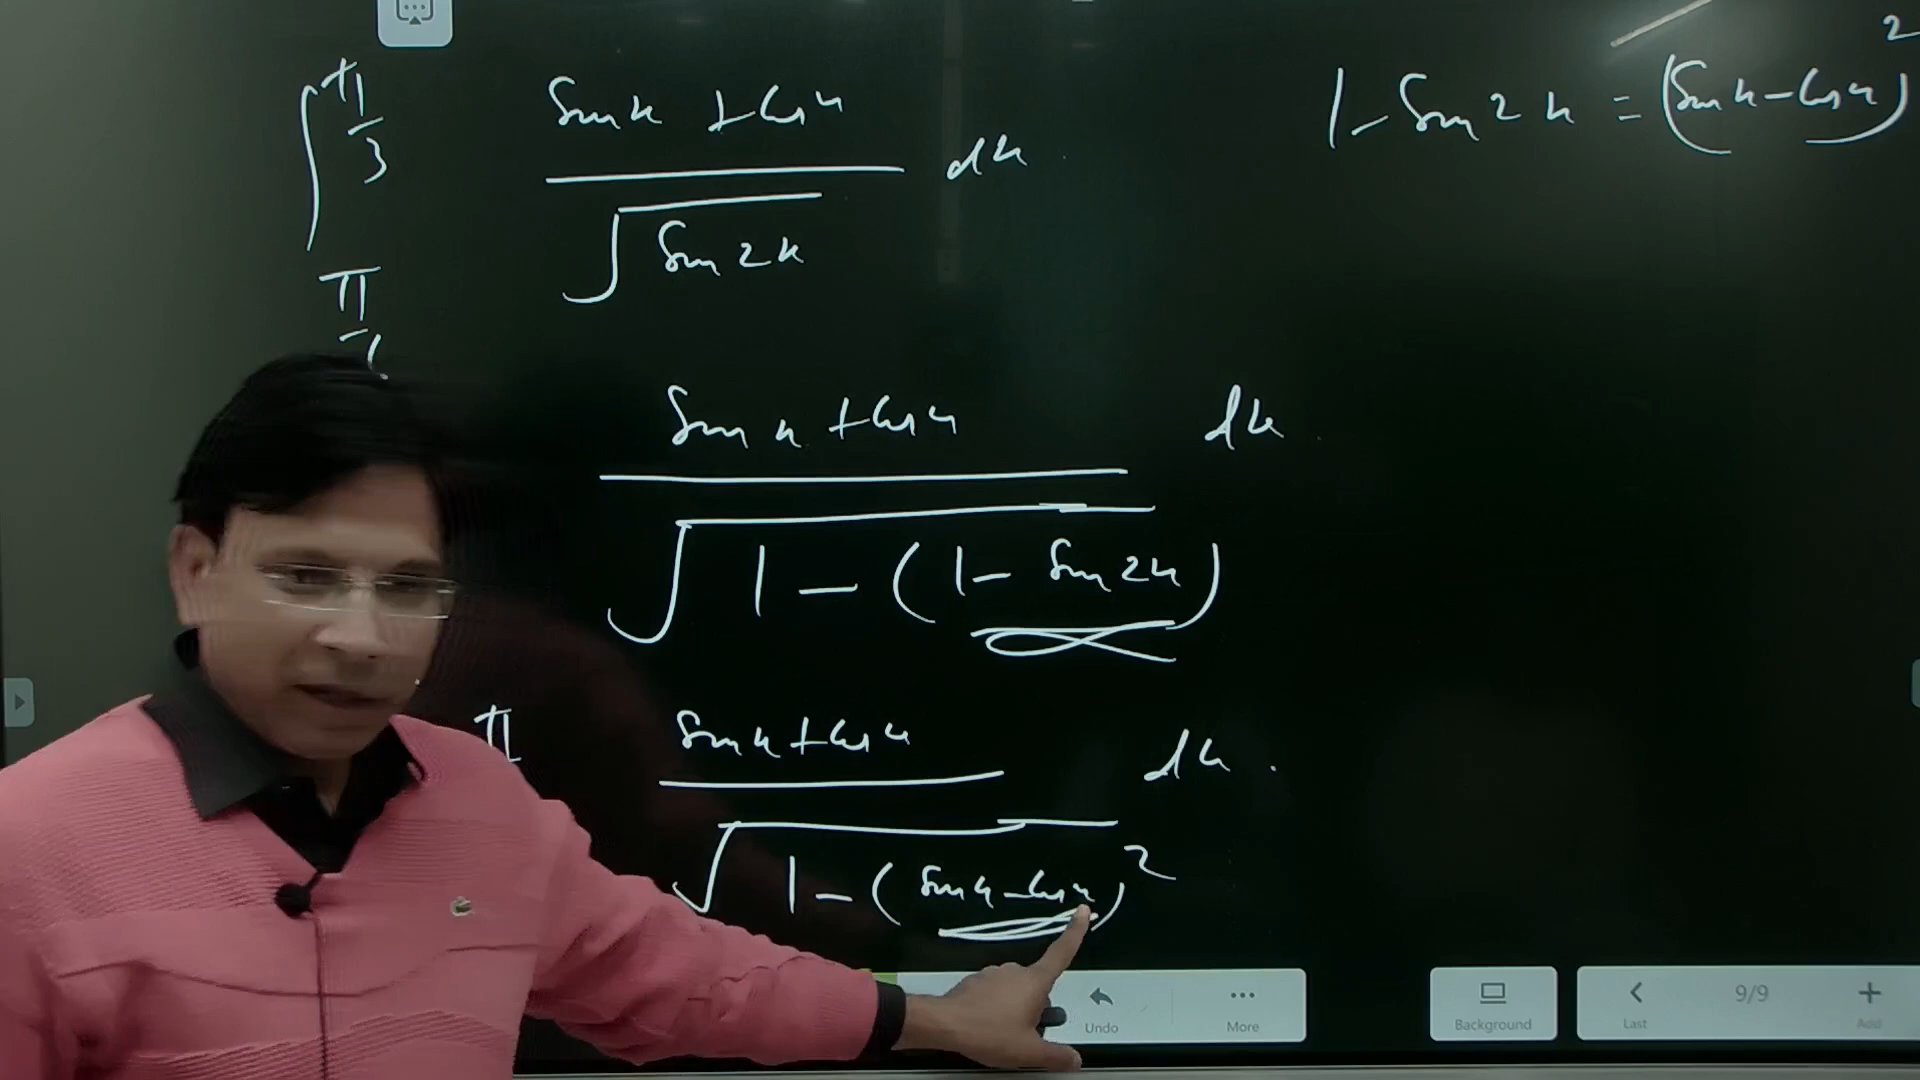 π/3
∫ (Sin x + Cos x) / √(Sin 2x) dx
π/6
1 - Sin 2x = (Sin x - Cos x)²
(Sin x + Cos x) / √(1 - (1 - Sin 2x)) dx
π
(Sin x + Cos x) / √(1 - (Sin x - Cos x)²) dx.
Undo
More
Background
Last
9/9
Add